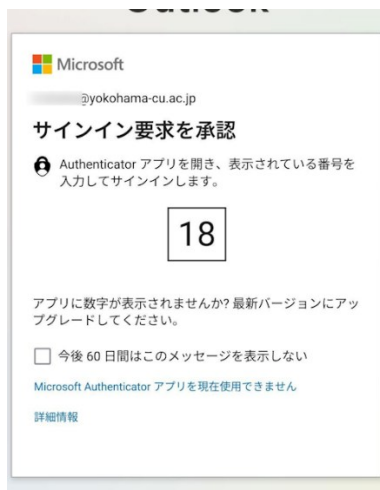 Outlook
Microsoft
@yokohama-cu.ac.jp
サインイン要求を承認
Authenticator アプリを開き、表示されている番号を
入力してサインインします。
18
アプリに数字が表示されませんか? 最新バージョンにアッ
プグレードしてください。
今後 60 日間はこのメッセージを表示しない
Microsoft Authenticator アプリを現在使用できません
詳細情報